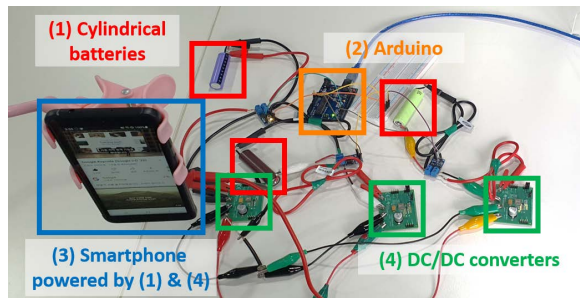 (1) Cylindrical
batteries
(2) Arduino
(3) Smartphone
powered by (1) & (4)
(4) DC/DC converters